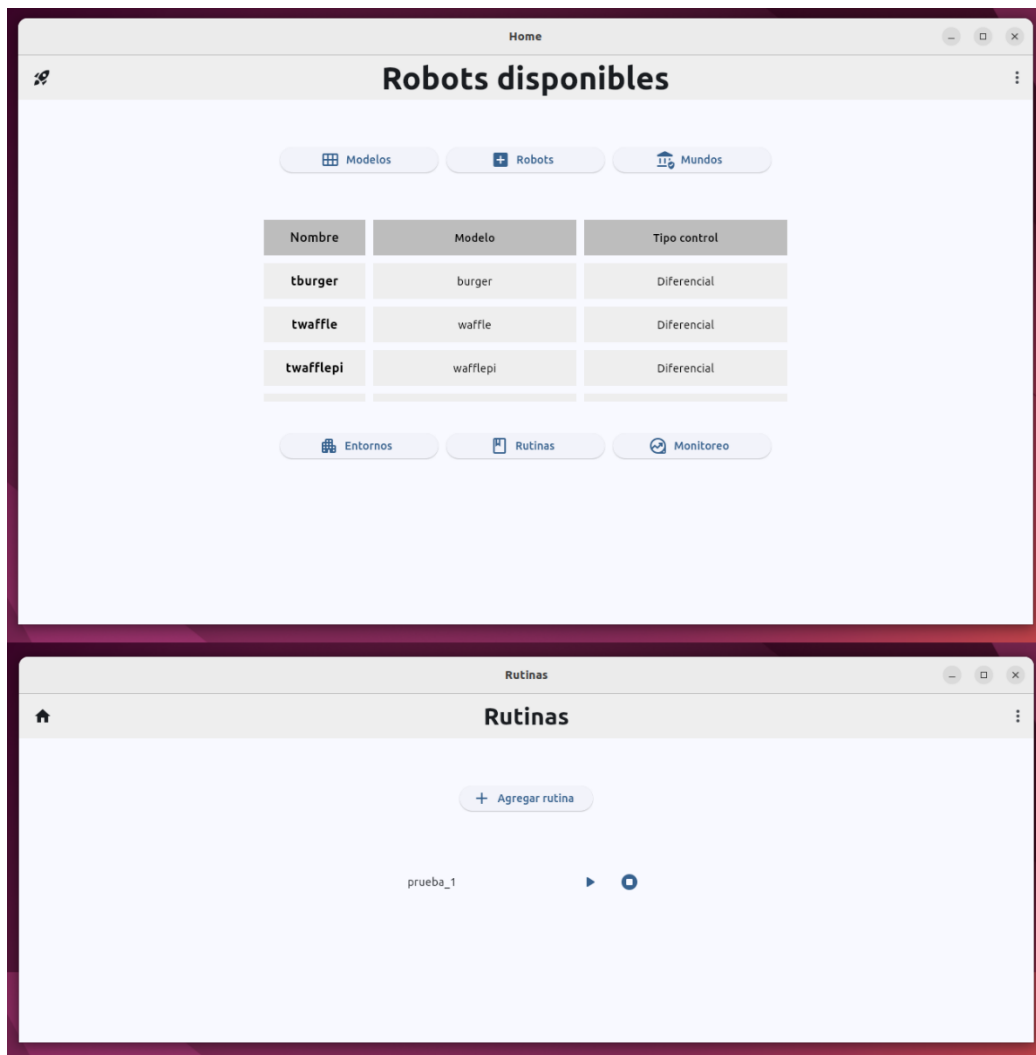 Home
Robots disponibles
Modelos Robots Mundos
Nombre Modelo Tipo control
tburger burger Diferencial
twaffle waffle Diferencial
twafflepi wafflepi Diferencial
Entornos Rutinas Monitoreo
Rutinas
Rutinas
Agregar rutina
prueba_1